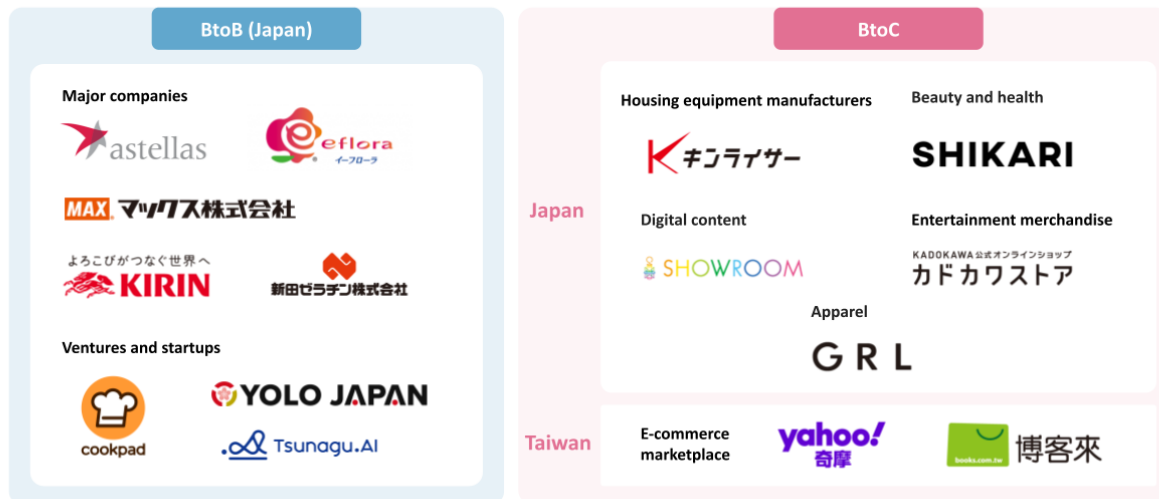 BtoB (Japan)
Major companies
astellas
eflora
イーフローラ
MAX マックス株式会社
よろこびがつなぐ世界へ
KIRIN
新田ゼラチン株式会社
Ventures and startups
cookpad
YOLO JAPAN
Tsunagu.AI
BtoC
Japan
Housing equipment manufacturers
キンライサー
Beauty and health
SHIKARI
Digital content
SHOWROOM
Entertainment merchandise
KADOKAWA公式オンラインショップ
カドカワストア
Apparel
GRL
Taiwan
E-commerce
marketplace
yahoo!
奇摩
books.com.tw
博客來